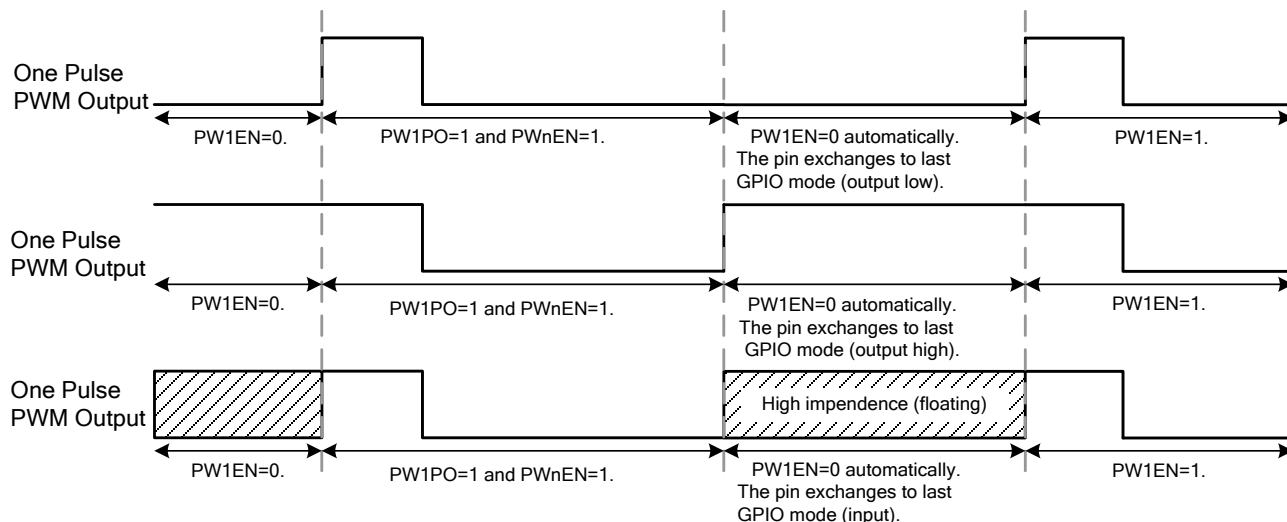 One Pulse
PWM Output
PW1EN=0.
PW1PO=1 and PWnEN=1.
PW1EN=0 automatically.
The pin exchanges to last
GPIO mode (output low).
PW1EN=1.
One Pulse
PWM Output
PW1EN=0.
PW1PO=1 and PWnEN=1.
PW1EN=0 automatically.
The pin exchanges to last
GPIO mode (output high).
PW1EN=1.
One Pulse
PWM Output
High impendence (floating)
PW1EN=0.
PW1PO=1 and PWnEN=1.
PW1EN=0 automatically.
The pin exchanges to last
GPIO mode (input).
PW1EN=1.